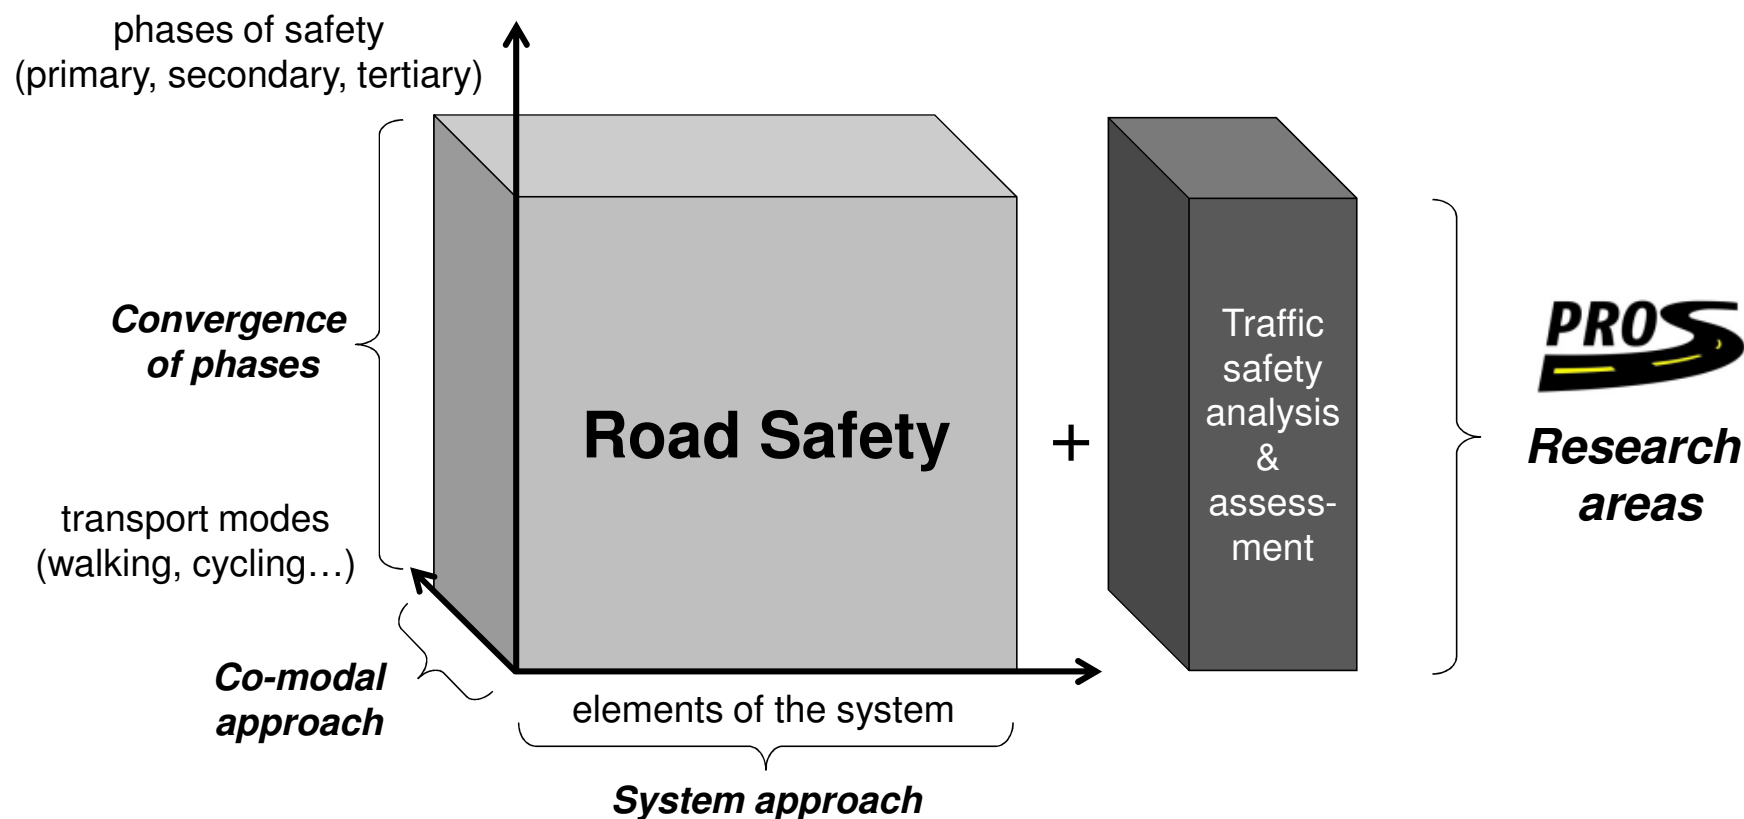 phases of safety
(primary, secondary, tertiary)
Convergence
of phases
transport modes
(walking, cycling…)
Co-modal
approach
elements of the system
System approach
Road Safety
+
Traffic
safety
analysis
&
assess-
ment
PROS
Research
areas